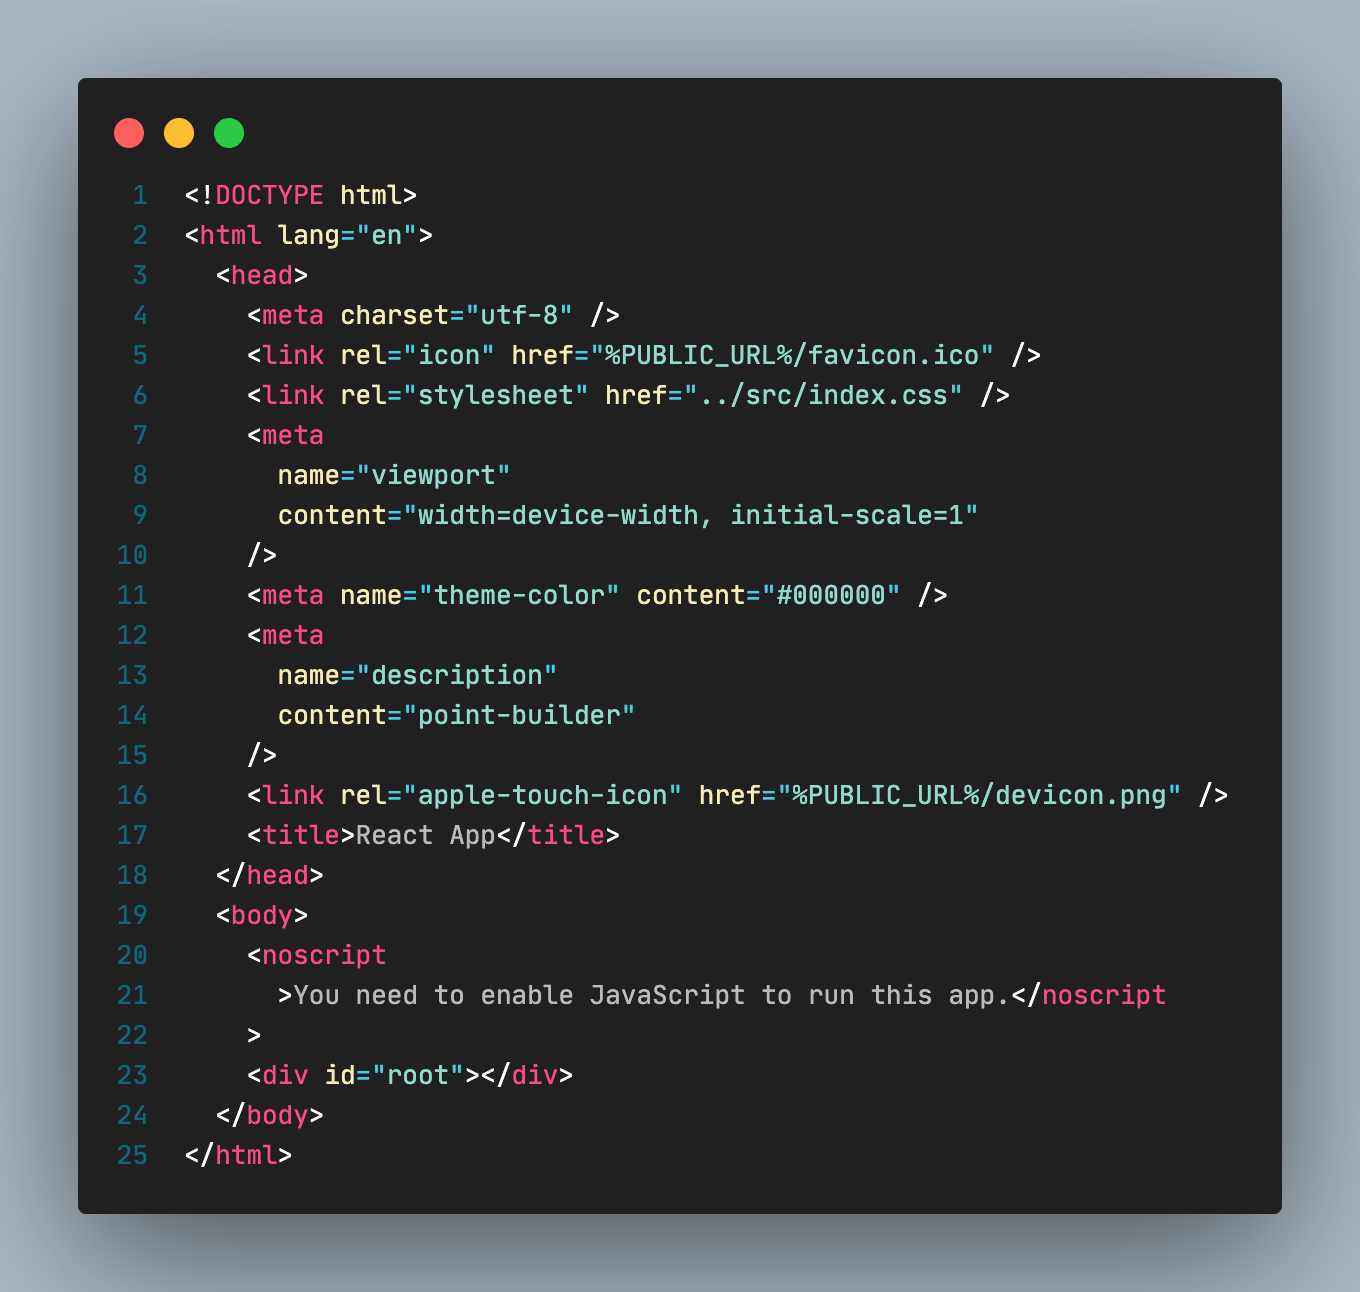 1 <!DOCTYPE html>
2 <html lang="en">
3   <head>
4     <meta charset="utf-8" />
5     <link rel="icon" href="%PUBLIC_URL%/favicon.ico" />
6     <link rel="stylesheet" href="../src/index.css" />
7     <meta
8       name="viewport"
9       content="width=device-width, initial-scale=1"
10     />
11     <meta name="theme-color" content="#000000" />
12     <meta
13       name="description"
14       content="point-builder"
15     />
16     <link rel="apple-touch-icon" href="%PUBLIC_URL%/devicon.png" />
17     <title>React App</title>
18   </head>
19   <body>
20     <noscript
21       >You need to enable JavaScript to run this app.</noscript
22     >
23     <div id="root"></div>
24   </body>
25 </html>